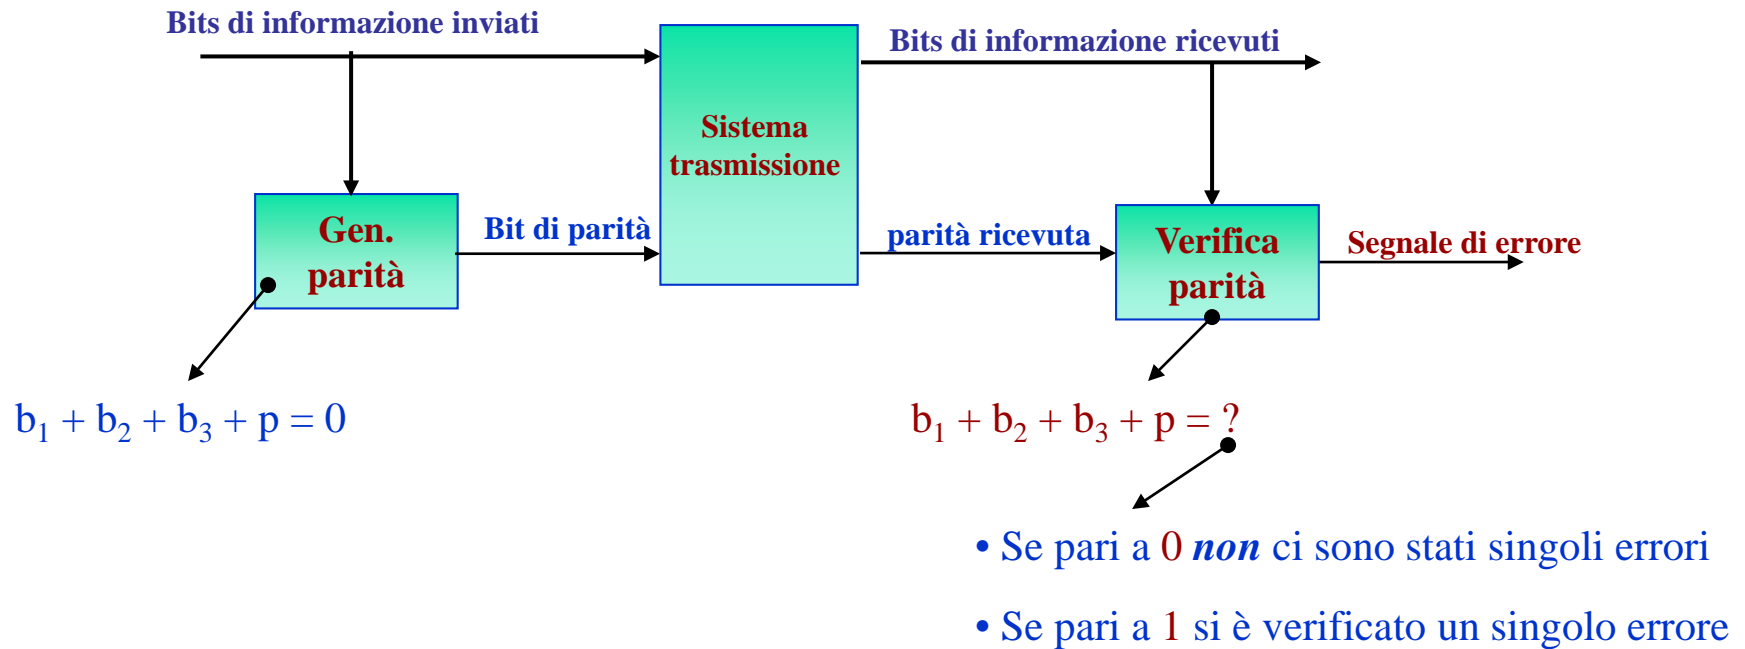 Bits di informazione inviati
Bits di informazione ricevuti
Sistema
trasmissione
Gen.
parità
Bit di parità
parità ricevuta
Verifica
parità
Segnale di errore
b₁ + b₂ + b₃ + p = 0
b₁ + b₂ + b₃ + p = ?
• Se pari a 0 non ci sono stati singoli errori
• Se pari a 1 si è verificato un singolo errore